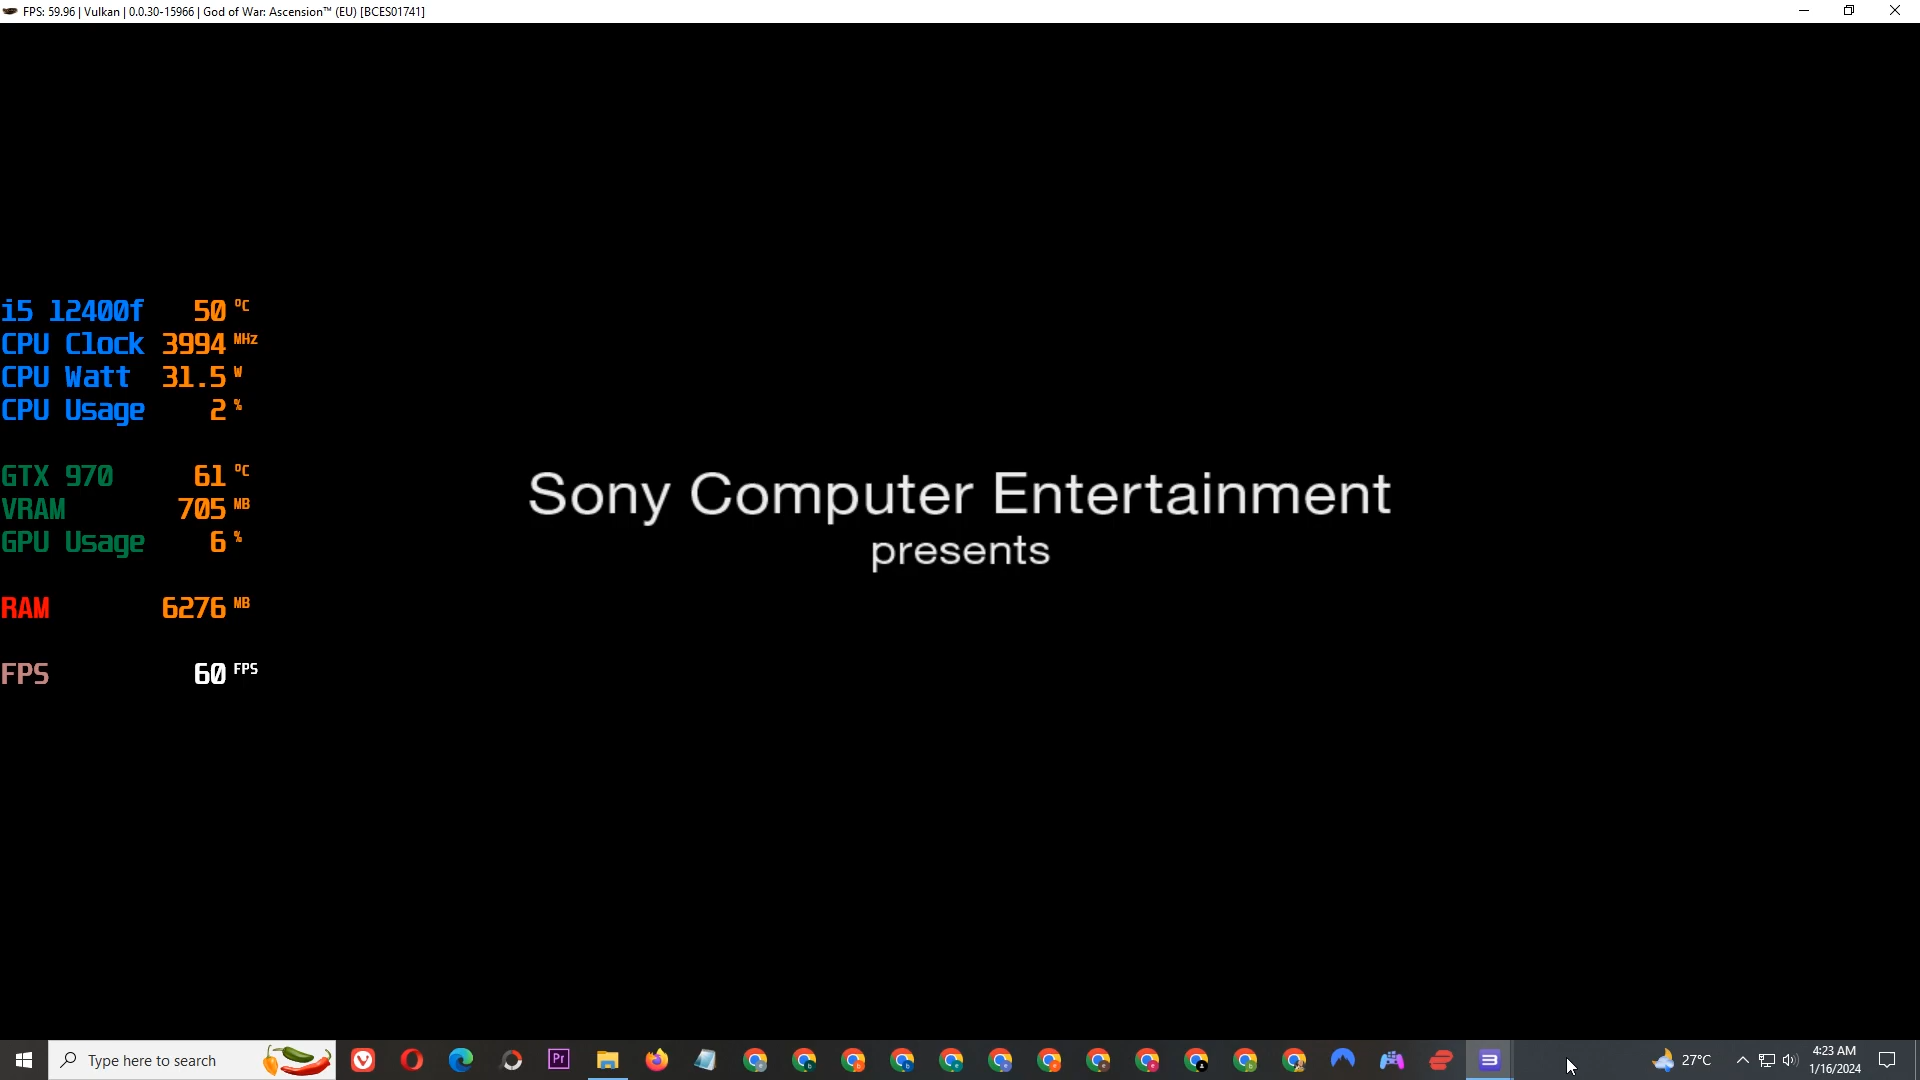 FPS: 59.96 | Vulkan | 0.0.30-15966 | God of War: Ascension™ (EU) [BCES01741]
i5 12400f 50 °C
CPU Clock 3994 MHz
CPU Watt 31.5 W
CPU Usage 2 %
GTX 970 61 °C
VRAM 705 MB
GPU Usage 6 %
RAM 6276 MB
FPS 60 FPS
Sony Computer Entertainment
presents
Type here to search
Pr
27°C
4:23 AM
1/16/2024